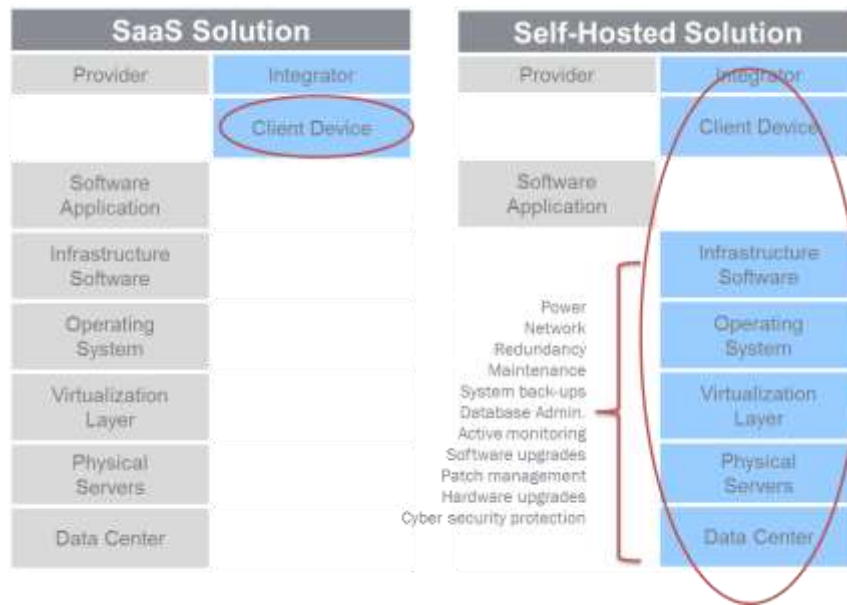 SaaS Solution
Provider
Integrator
Client Device
Software
Application
Infrastructure
Software
Operating
System
Virtualization
Layer
Physical
Servers
Data Center
Self-Hosted Solution
Provider
Integrator
Client Device
Software
Application
Infrastructure
Software
Operating
System
Virtualization
Layer
Physical
Servers
Data Center
Power
Network
Redundancy
Maintenance
System back-ups
Database Admin.
Active monitoring
Software upgrades
Patch management
Hardware upgrades
Cyber security protection